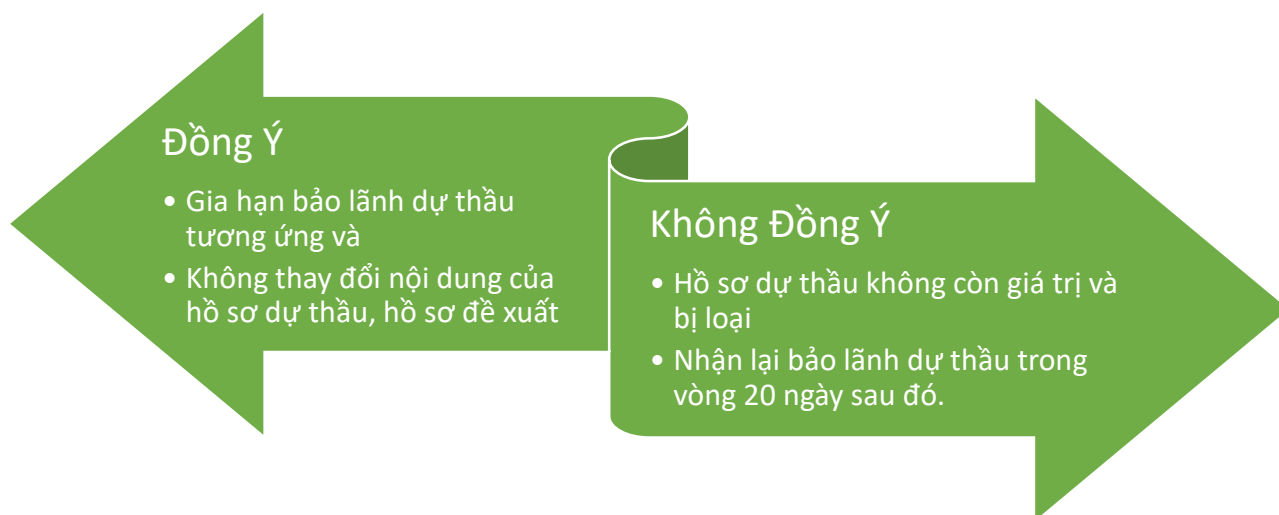 Đồng Ý
• Gia hạn bảo lãnh dự thầu
tương ứng và
• Không thay đổi nội dung của
hồ sơ dự thầu, hồ sơ đề xuất
Không Đồng Ý
• Hồ sơ dự thầu không còn giá trị và
bị loại
• Nhận lại bảo lãnh dự thầu trong
vòng 20 ngày sau đó.